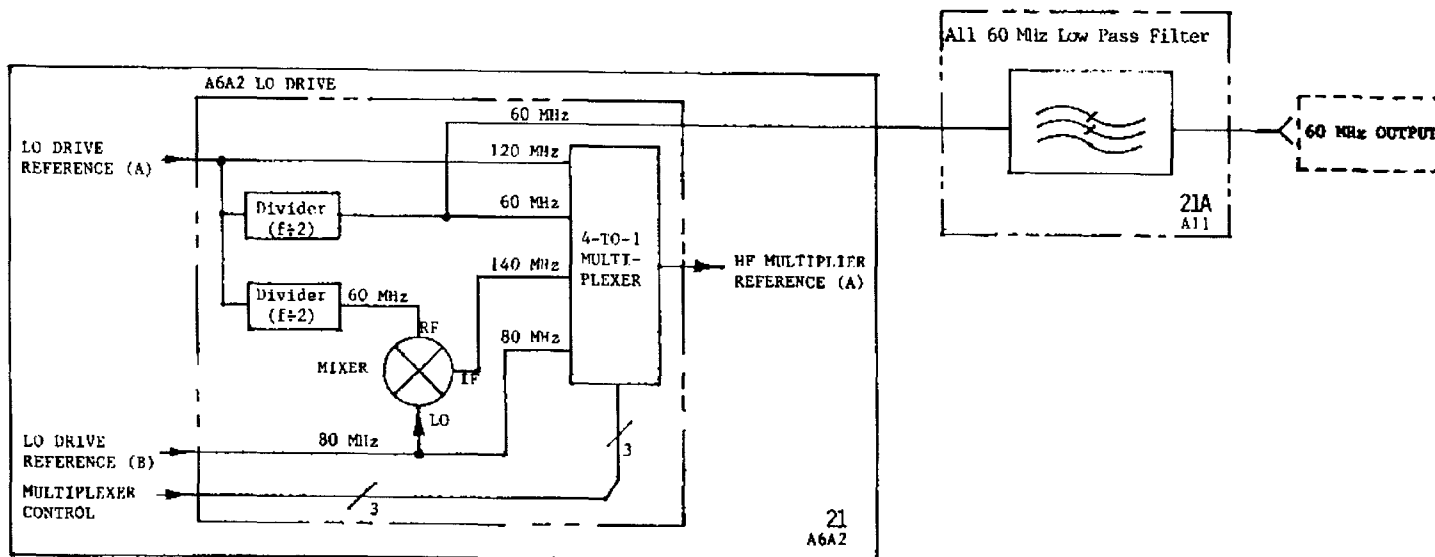 A11 60 MHz Low Pass Filter
A6A2 LO DRIVE
60 MHz
60 MHz OUTPUT
LO DRIVE
REFERENCE (A)
120 MHz
Divider
(f÷2)
60 MHz
21A
A11
4-TO-1
MULTI-
PLEXER
HF MULTIPLIER
REFERENCE (A)
140 MHz
Divider
(f÷2)
60 MHz
RF
80 MHz
MIXER
IF
LO
LO DRIVE
REFERENCE (B)
80 MHz
3
MULTIPLEXER
CONTROL
3
21
A6A2